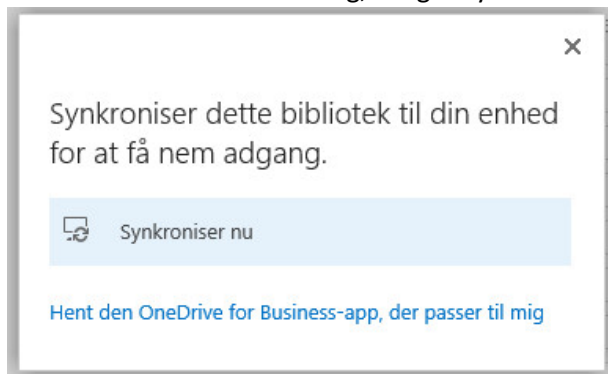 Synkroniser dette bibliotek til din enhed
for at få nem adgang.
Synkroniser nu
Hent den OneDrive for Business-app, der passer til mig